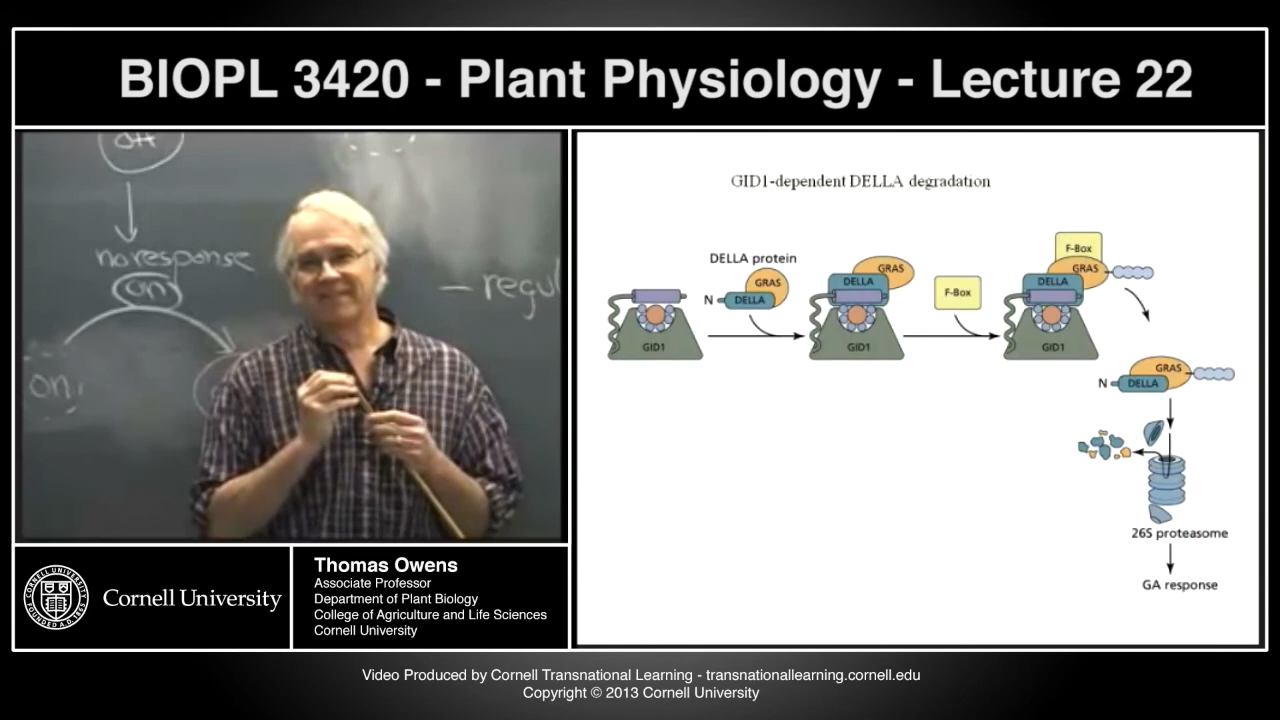 BIOPL 3420 - Plant Physiology - Lecture 22
off
no response
on
on
- regul
GID1-dependent DELLA degradation
DELLA protein
GRAS
N
DELLA
GID1
DELLA
GRAS
GID1
F-Box
F-Box
GRAS
DELLA
GID1
GRAS
N
DELLA
26S proteasome
GA response
CORNELL UNIVERSITY
Cornell University
Thomas Owens
Associate Professor
Department of Plant Biology
College of Agriculture and Life Sciences
Cornell University
Video Produced by Cornell Transnational Learning - transnationallearning.cornell.edu
Copyright © 2013 Cornell University